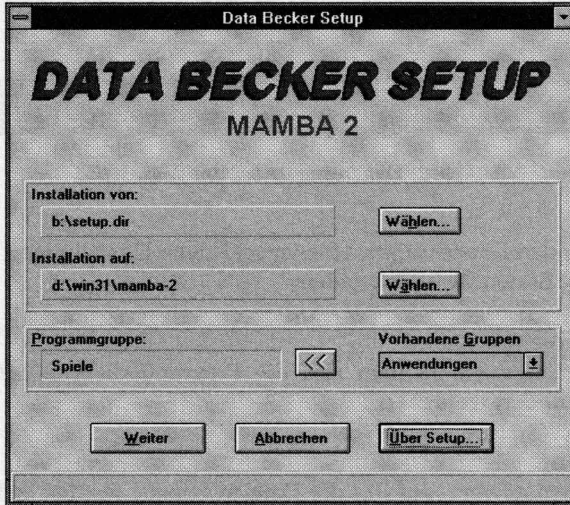 Data Becker Setup
DATA BECKER SETUP
MAMBA 2
Installation von:
b:\setup.dir
Wählen...
Installation auf:
d:\win31\mamba-2
Wählen...
Programmgruppe:
Vorhandene Gruppen
Spiele
<<
Anwendungen
Weiter
Abbrechen
Über Setup...